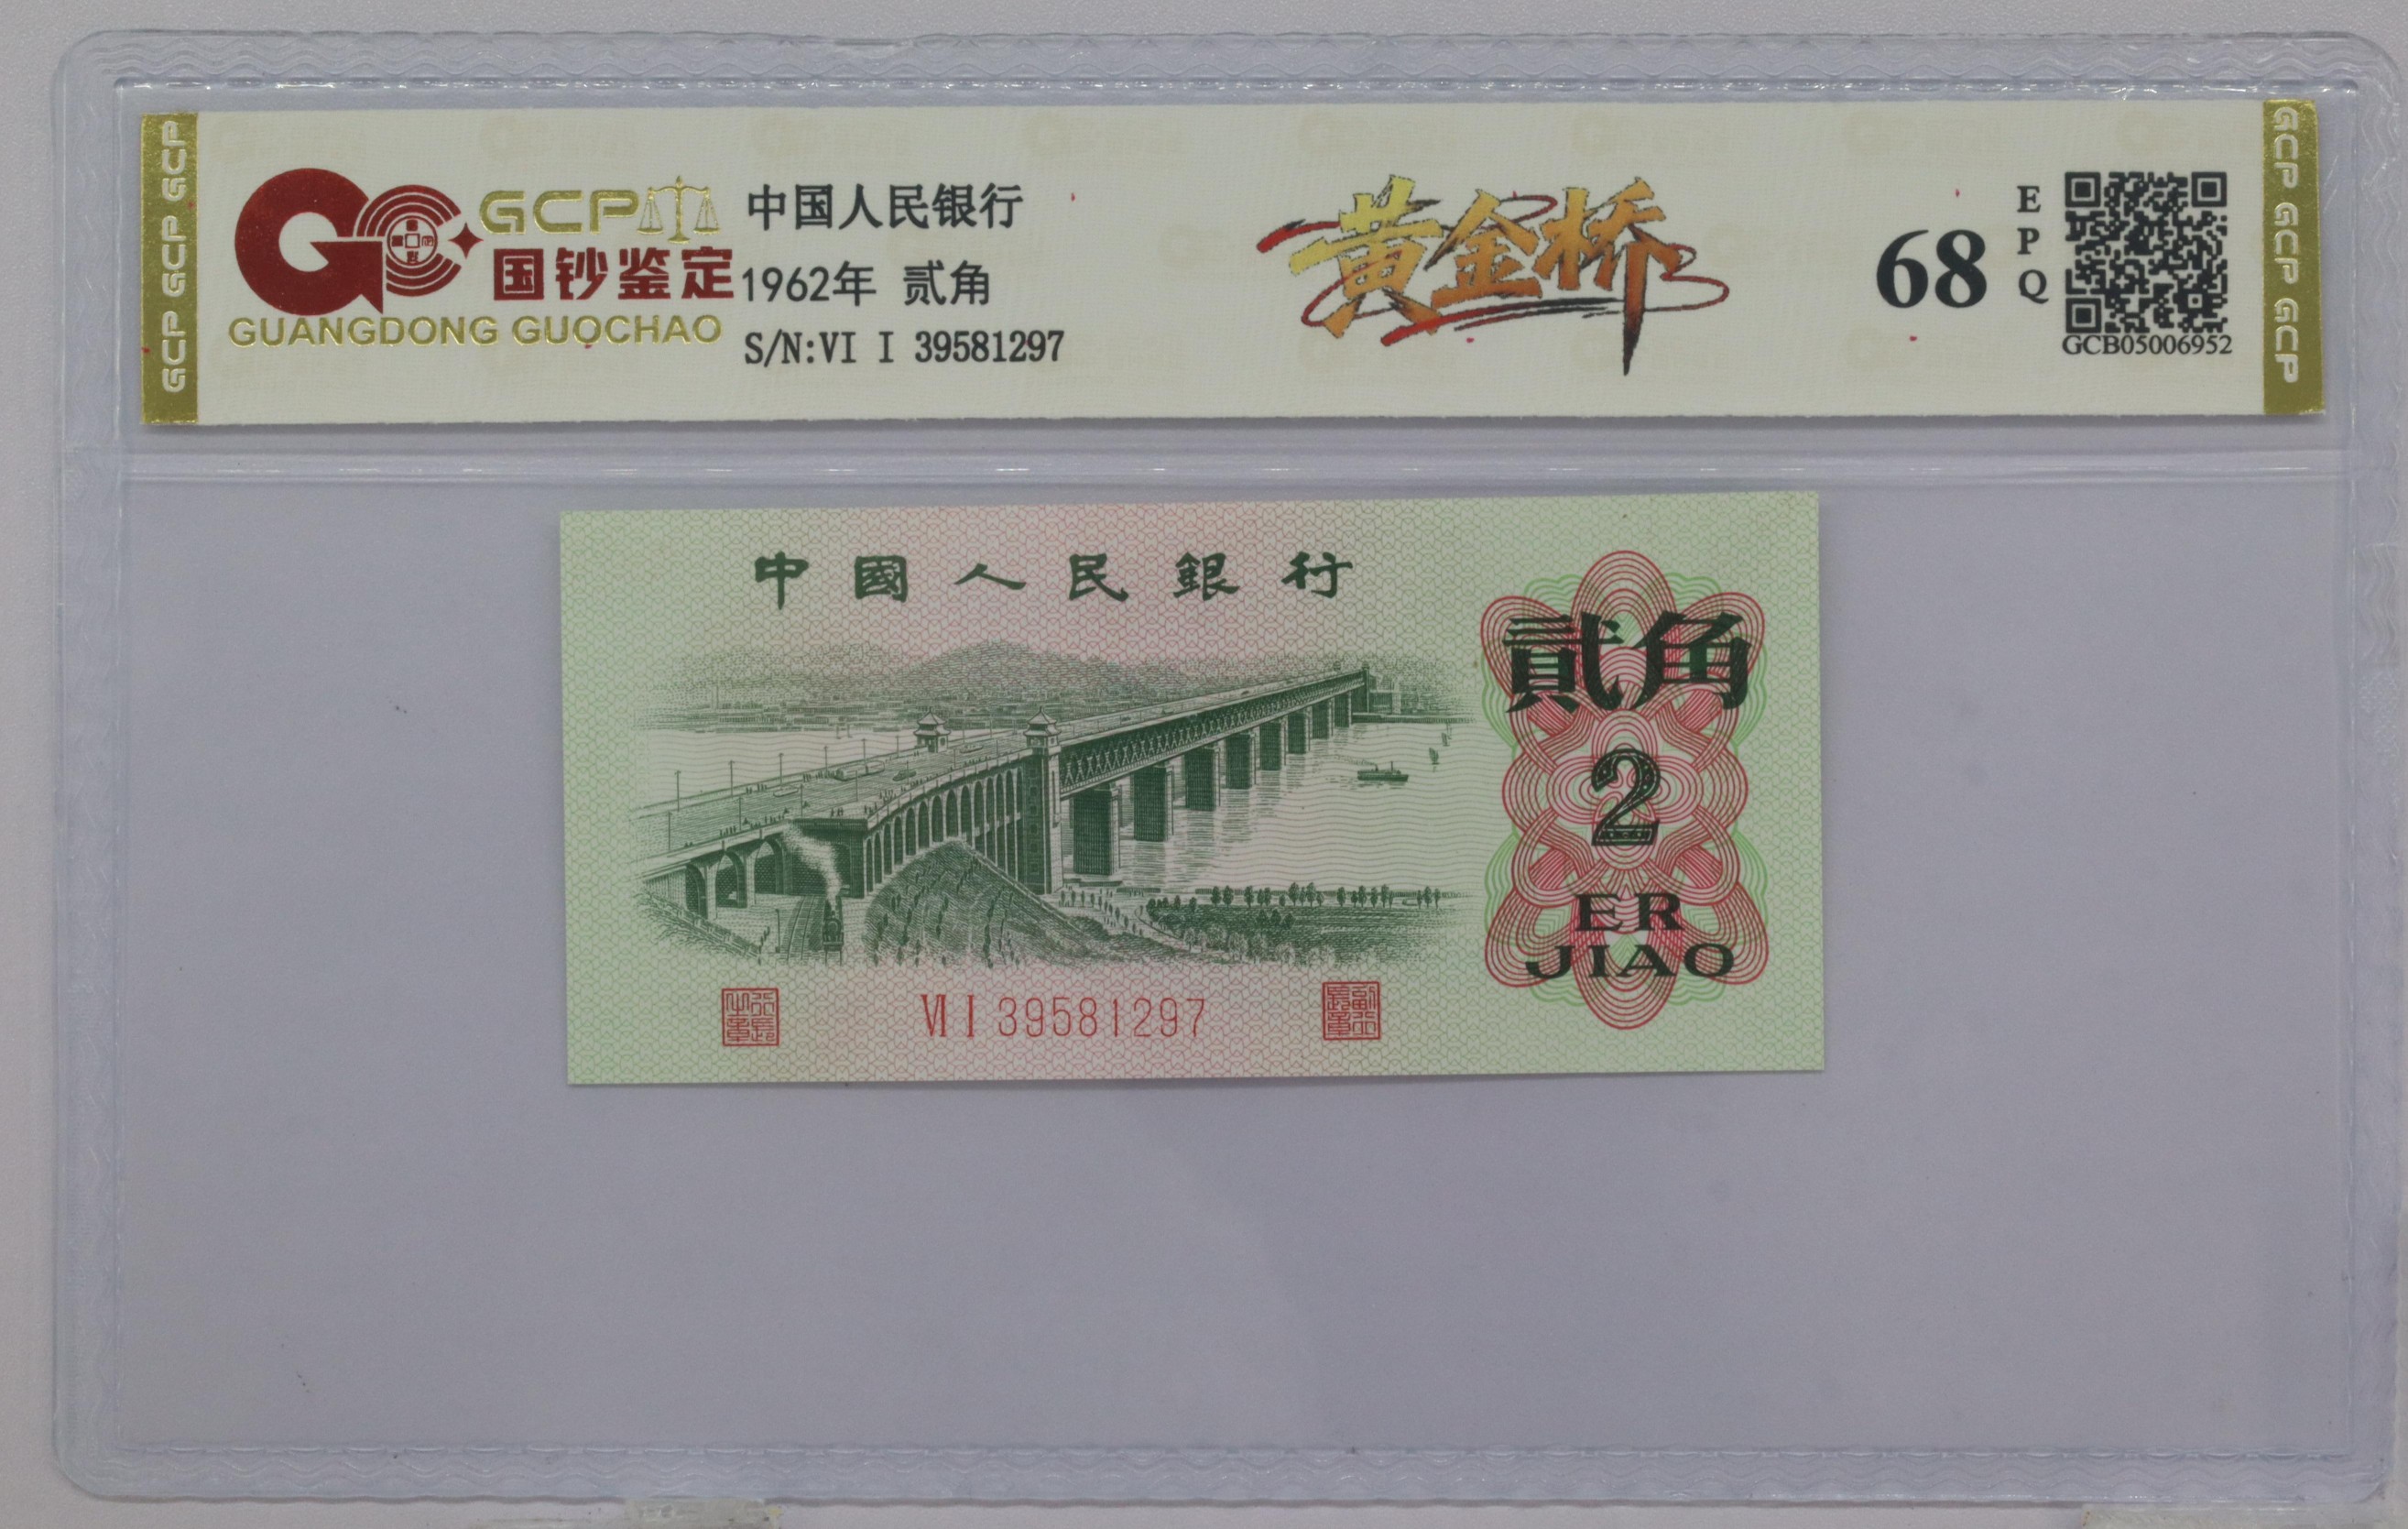 GCP GCP GCP
GCP
国钞鉴定
GUANGDONG GUOCHAO
中国人民银行
1962年 贰角
S/N:VI I 39581297
黄金桥
68
EPQ
GCB05006952
GCP GCP GCP
中國人民銀行
貳角
2
ER
JIAO
VI I 39581297